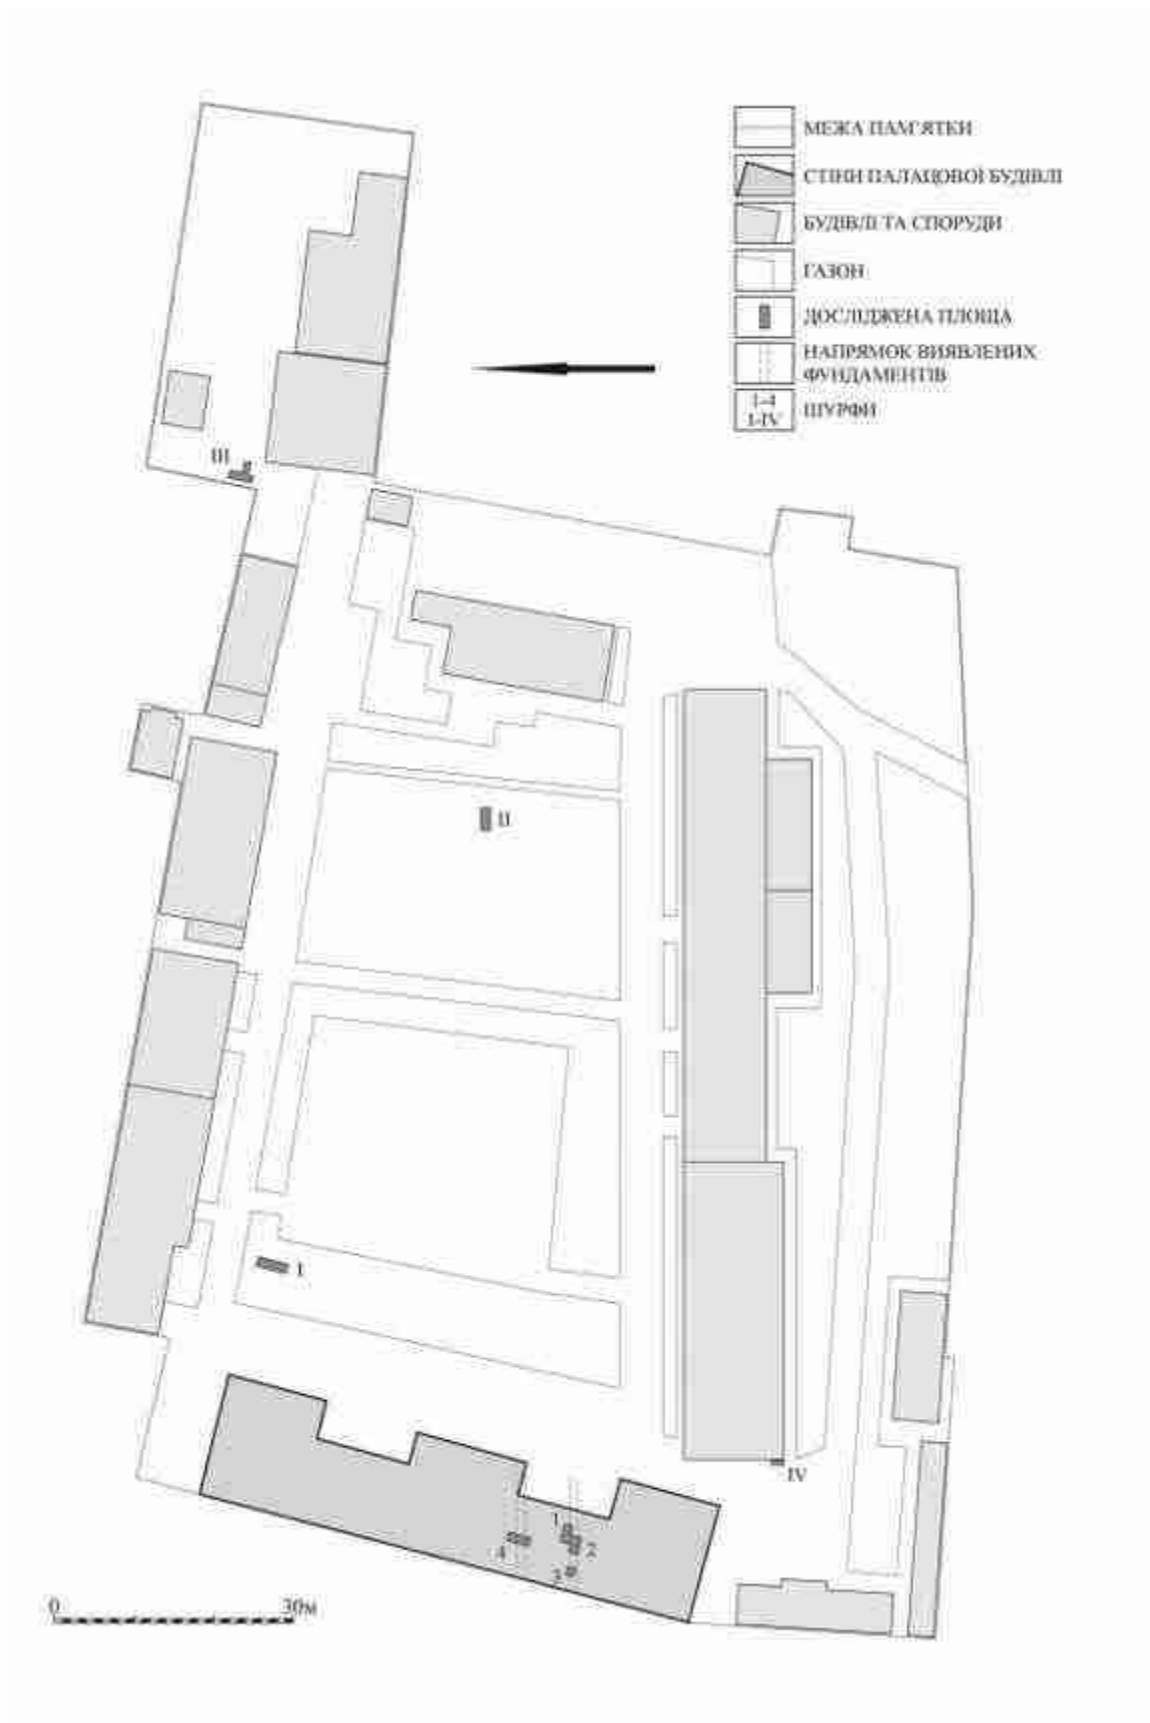 МЕЖА ПАМ'ЯТКИ
СТІНИ ПАЛАЦОВОЇ БУДІВЛІ
БУДІВЛІ ТА СПОРУДИ
ГАЗОН
ДОСЛІДЖЕНА ПЛОЩА
НАПРЯМОК ВИЯВЛЕНИХ
ФУНДАМЕНТІВ
1-4
I-IV
ШУРФИ
III
II
I
IV
1
2
3
4
0
30м